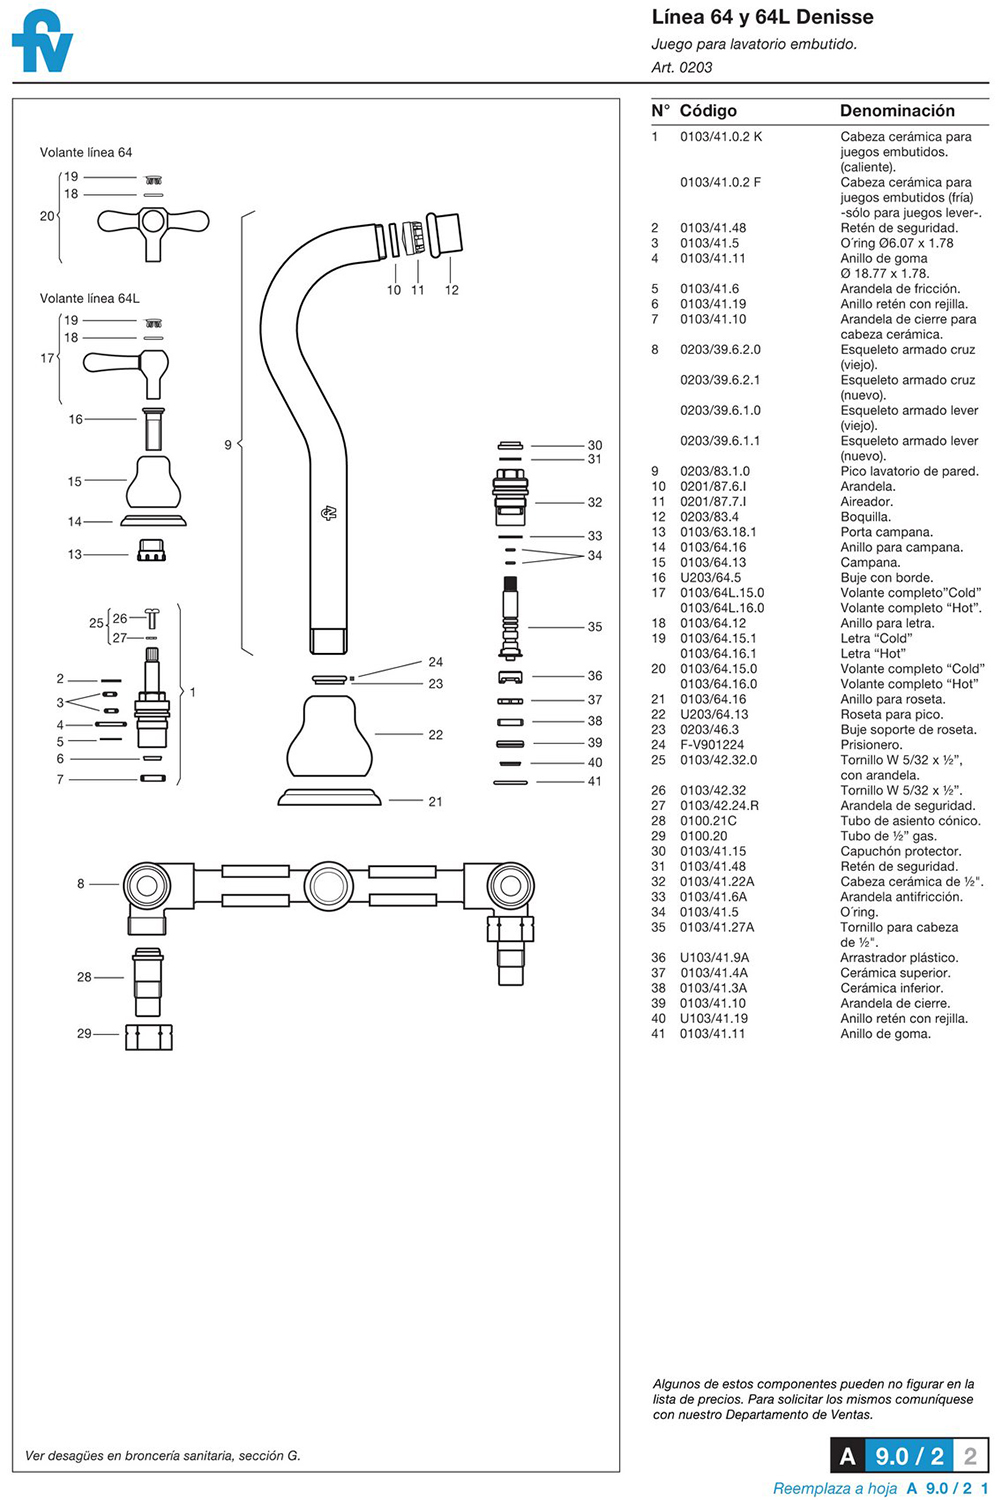 fv
Línea 64 y 64L Denisse
Juego para lavatorio embutido.
Art. 0203
Volante línea 64
19
18
20
Volante línea 64L
19
18
17
16
15
14
13
25
26
27
2
3
4
5
6
7
1
9
10
11
12
24
23
22
21
30
31
32
33
34
35
36
37
38
39
40
41
8
28
29
fv
N° Código Denominación
1 0103/41.0.2 K Cabeza cerámica para
juegos embutidos.
(caliente).
0103/41.0.2 F Cabeza cerámica para
juegos embutidos (fría)
-sólo para juegos lever-.
2 0103/41.48 Retén de seguridad.
3 0103/41.5 O´ring Ø6.07 x 1.78
4 0103/41.11 Anillo de goma
Ø 18.77 x 1.78.
5 0103/41.6 Arandela de fricción.
6 0103/41.19 Anillo retén con rejilla.
7 0103/41.10 Arandela de cierre para
cabeza cerámica.
8 0203/39.6.2.0 Esqueleto armado cruz
(viejo).
0203/39.6.2.1 Esqueleto armado cruz
(nuevo).
0203/39.6.1.0 Esqueleto armado lever
(viejo).
0203/39.6.1.1 Esqueleto armado lever
(nuevo).
9 0203/83.1.0 Pico lavatorio de pared.
10 0201/87.6.I Arandela.
11 0201/87.7.I Aireador.
12 0203/83.4 Boquilla.
13 0103/63.18.1 Porta campana.
14 0103/64.16 Anillo para campana.
15 0103/64.13 Campana.
16 U203/64.5 Buje con borde.
17 0103/64L.15.0 Volante completo”Cold”
0103/64L.16.0 Volante completo “Hot”.
18 0103/64.12 Anillo para letra.
19 0103/64.15.1 Letra “Cold”
0103/64.16.1 Letra “Hot”
20 0103/64.15.0 Volante completo “Cold”
0103/64.16.0 Volante completo “Hot”
21 0103/64.16 Anillo para roseta.
22 U203/64.13 Roseta para pico.
23 0203/46.3 Buje soporte de roseta.
24 F-V901224 Prisionero.
25 0103/42.32.0 Tornillo W 5/32 x ½”,
con arandela.
26 0103/42.32 Tornillo W 5/32 x ½”.
27 0103/42.24.R Arandela de seguridad.
28 0100.21C Tubo de asiento cónico.
29 0100.20 Tubo de ½” gas.
30 0103/41.15 Capuchón protector.
31 0103/41.48 Retén de seguridad.
32 0103/41.22A Cabeza cerámica de ½".
33 0103/41.6A Arandela antifricción.
34 0103/41.5 O´ring.
35 0103/41.27A Tornillo para cabeza
de ½".
36 U103/41.9A Arrastrador plástico.
37 0103/41.4A Cerámica superior.
38 0103/41.3A Cerámica inferior.
39 0103/41.10 Arandela de cierre.
40 U103/41.19 Anillo retén con rejilla.
41 0103/41.11 Anillo de goma.
Algunos de estos componentes pueden no figurar en la
lista de precios. Para solicitar los mismos comuníquese
con nuestro Departamento de Ventas.
Ver desagües en broncería sanitaria, sección G.
A 9.0 / 2 2
Reemplaza a hoja A 9.0 / 2 1